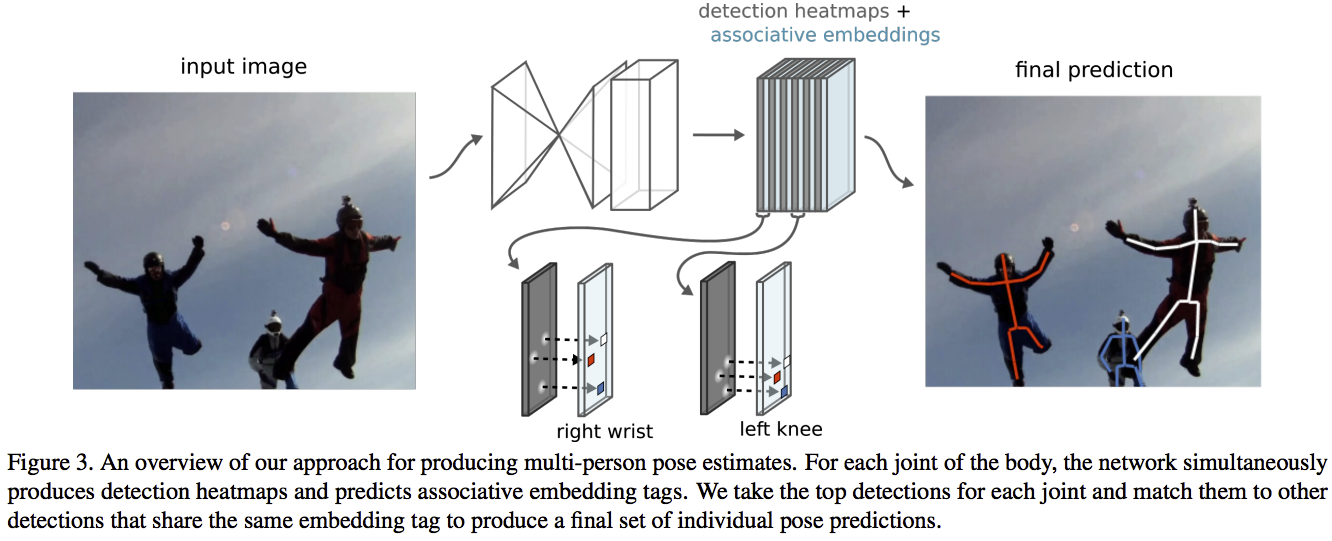 detection heatmaps +
associative embeddings
input image
final prediction
right wrist
left knee
Figure 3. An overview of our approach for producing multi-person pose estimates. For each joint of the body, the network simultaneously
produces detection heatmaps and predicts associative embedding tags. We take the top detections for each joint and match them to other
detections that share the same embedding tag to produce a final set of individual pose predictions.